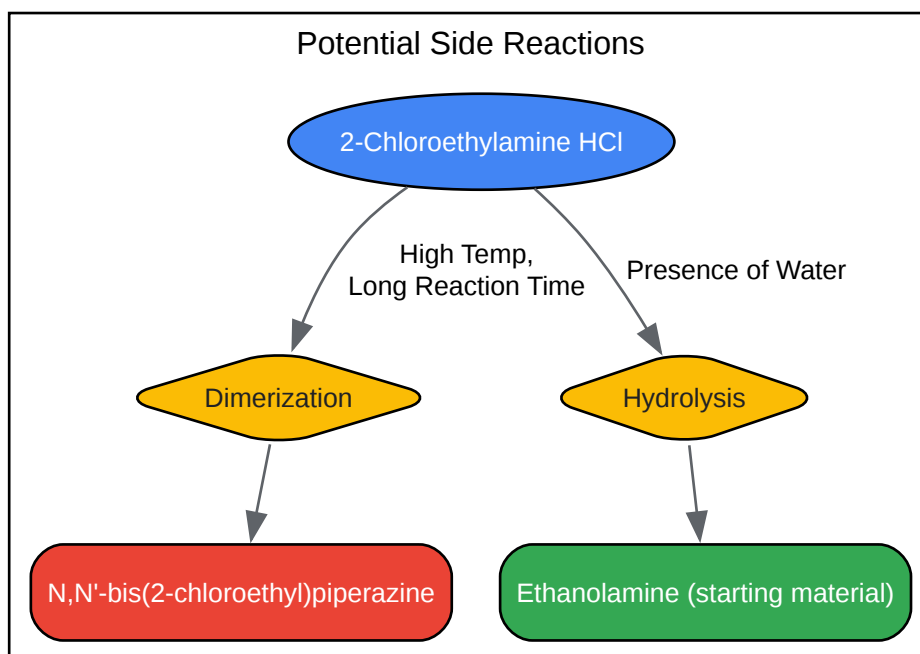 Potential Side Reactions
2-Chloroethylamine HCl
High Temp,
Long Reaction Time
Presence of Water
Dimerization
Hydrolysis
N,N'-bis(2-chloroethyl)piperazine
Ethanolamine (starting material)